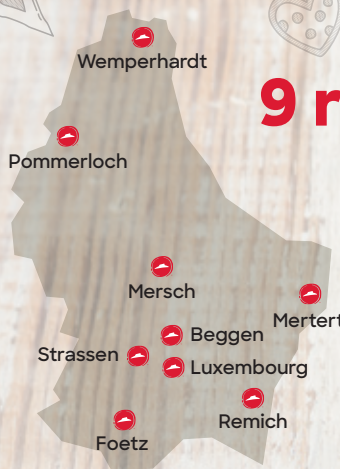 Wemperhardt
9 r
Pommerloch
Mersch
Mertert
Beggen
Strassen
Luxembourg
Remich
Foetz